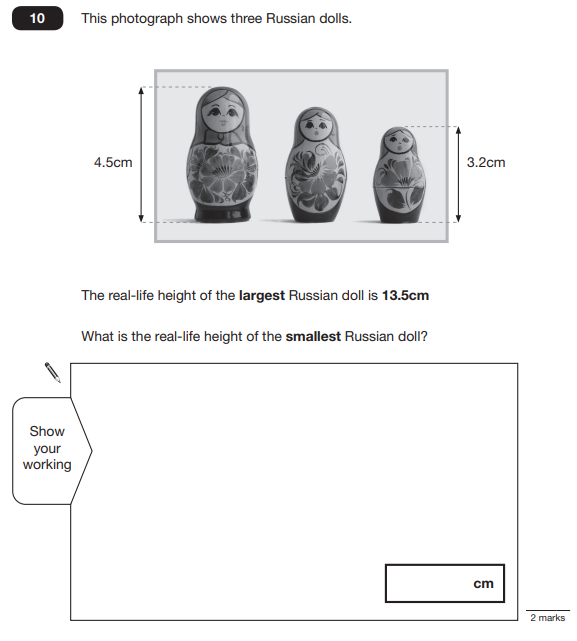 10 This photograph shows three Russian dolls.
4.5cm
3.2cm
The real-life height of the largest Russian doll is 13.5cm
What is the real-life height of the smallest Russian doll?
Show
your
working
cm
2 marks